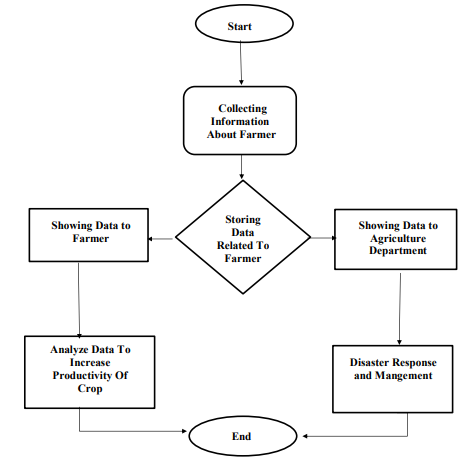 Start
Collecting
Information
About Farmer
Storing
Data
Related To
Farmer
Showing Data to
Farmer
Showing Data to
Agriculture
Department
Analyze Data To
Increase
Productivity Of
Crop
Disaster Response
and Mangement
End